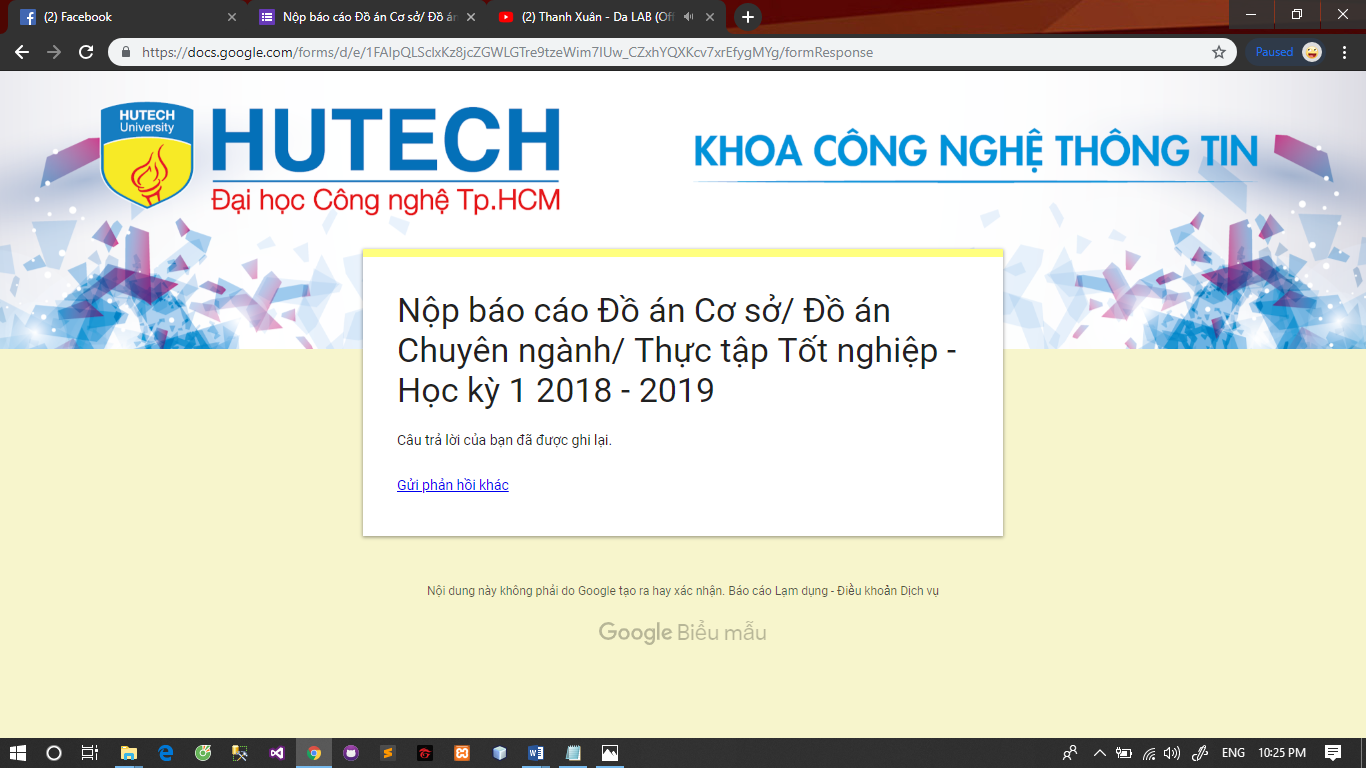 (2) Facebook
Nộp báo cáo Đồ án Cơ sở/ Đồ án
(2) Thanh Xuân - Da LAB (Off
https://docs.google.com/forms/d/e/1FAIpQLSclxKz8jcZGWLGTre9tzeWim7IUw_CZxhYQXKcv7xrEfygMYg/formResponse
Paused
HUTECH
University
HUTECH
Đại học Công nghệ Tp.HCM
KHOA CÔNG NGHỆ THÔNG TIN
Nộp báo cáo Đồ án Cơ sở/ Đồ án
Chuyên ngành/ Thực tập Tốt nghiệp -
Học kỳ 1 2018 - 2019
Câu trả lời của bạn đã được ghi lại.
Gửi phản hồi khác
Nội dung này không phải do Google tạo ra hay xác nhận. Báo cáo Lạm dụng - Điều khoản Dịch vụ
Google Biểu mẫu
ENG
10:25 PM